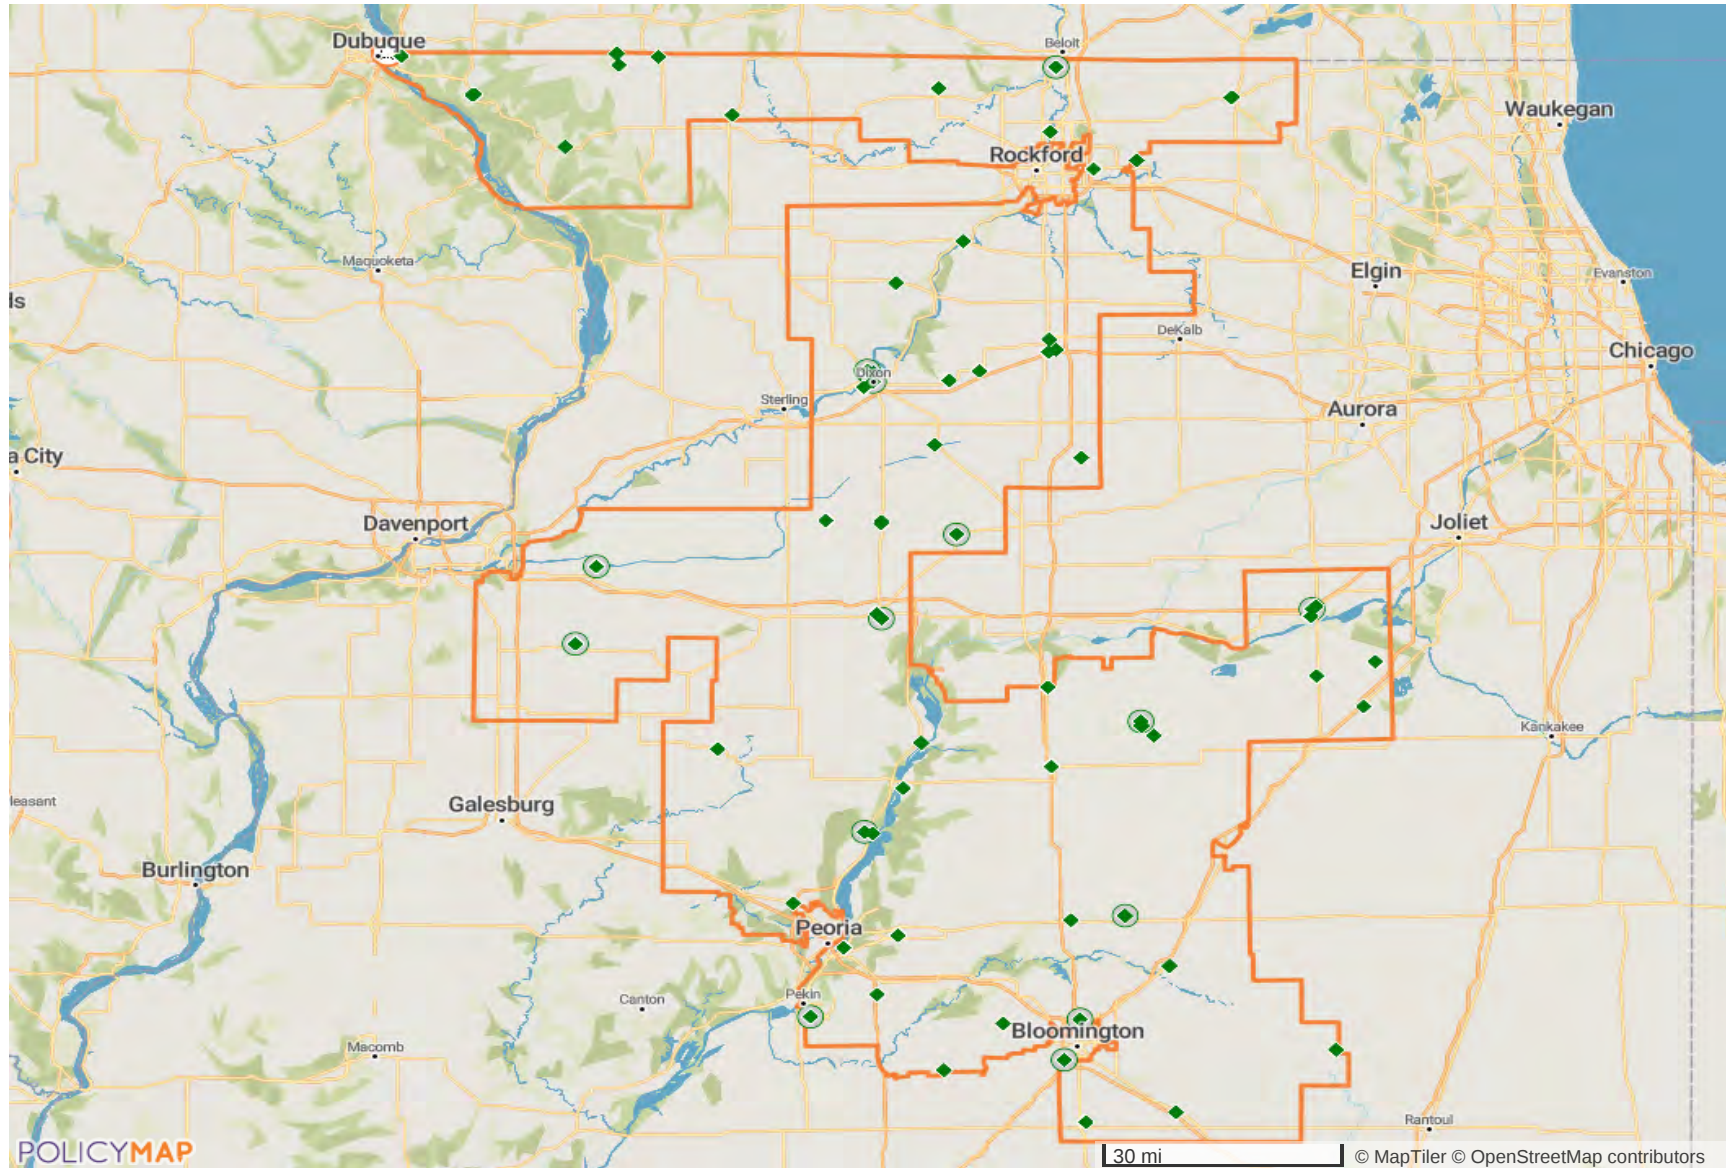 Dubuque
Beloit
Waukegan
Rockford
Maquoketa
Elgin
Evanston
ls
DeKalb
Chicago
Dixon
Sterling
Aurora
a City
Davenport
Joliet
Kankakee
leasant
Galesburg
Burlington
Peoria
Canton
Pekin
Bloomington
Macomb
Rantoul
POLICYMAP
30 mi
© MapTiler © OpenStreetMap contributors